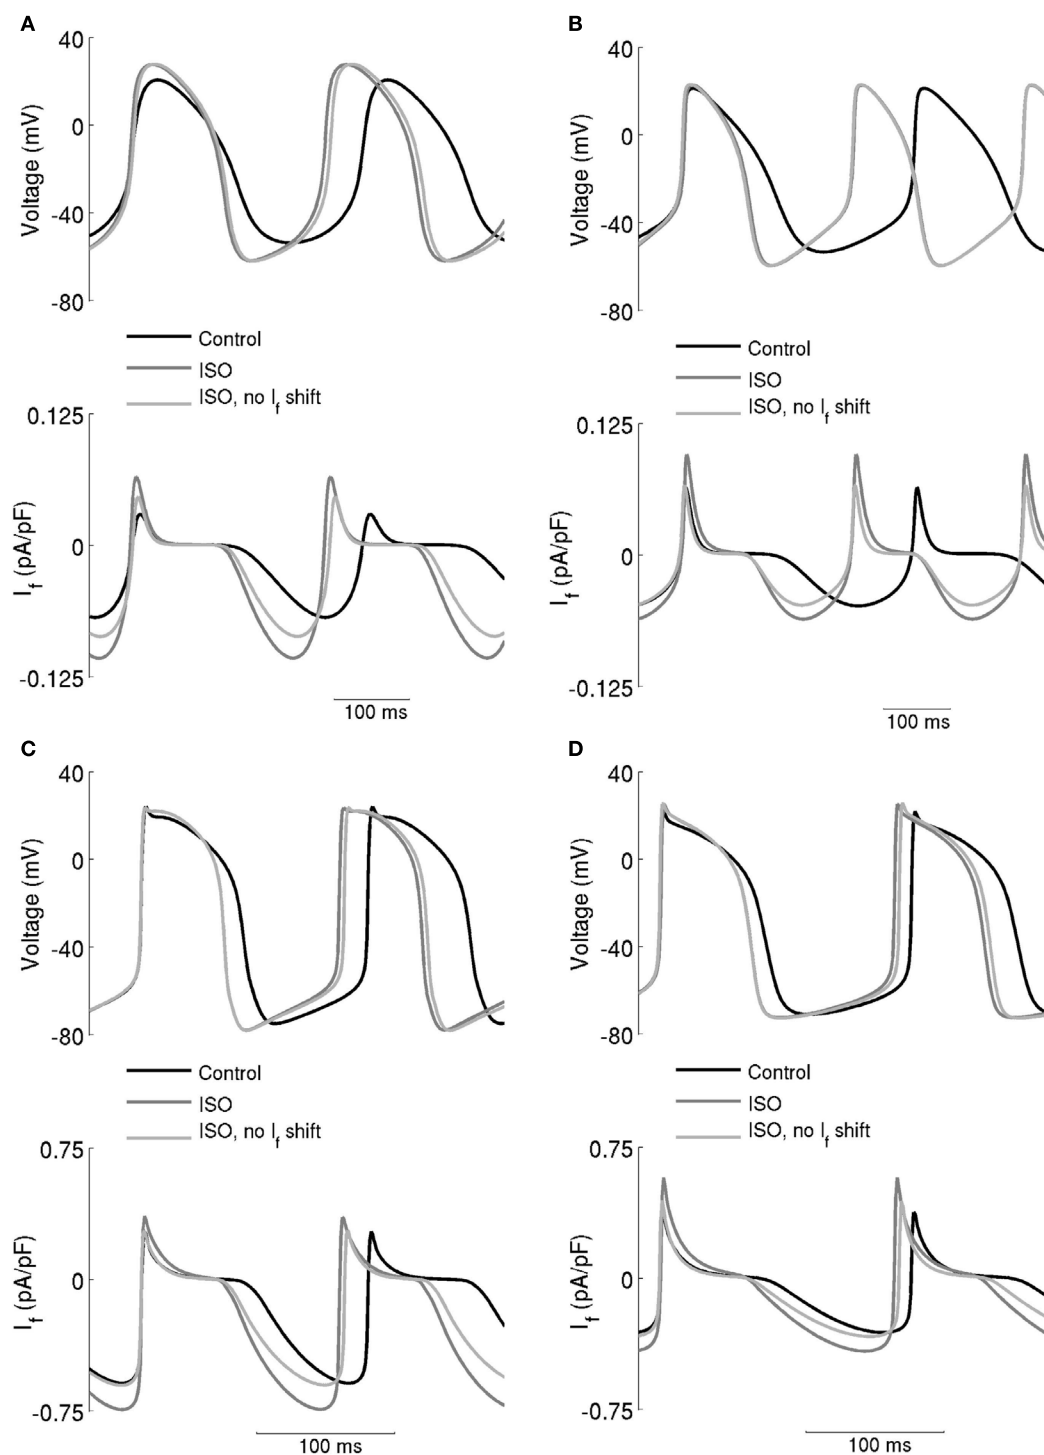 A
40
0
-40
-80
Voltage (mV)
Control
ISO
ISO, no If shift
0.125
0
-0.125
If (pA/pF)
100 ms
B
40
0
-40
-80
Voltage (mV)
Control
ISO
ISO, no If shift
0.125
0
-0.125
If (pA/pF)
100 ms
C
40
0
-40
-80
Voltage (mV)
Control
ISO
ISO, no If shift
0.75
0
-0.75
If (pA/pF)
100 ms
D
40
0
-40
-80
Voltage (mV)
Control
ISO
ISO, no If shift
0.75
0
-0.75
If (pA/pF)
100 ms